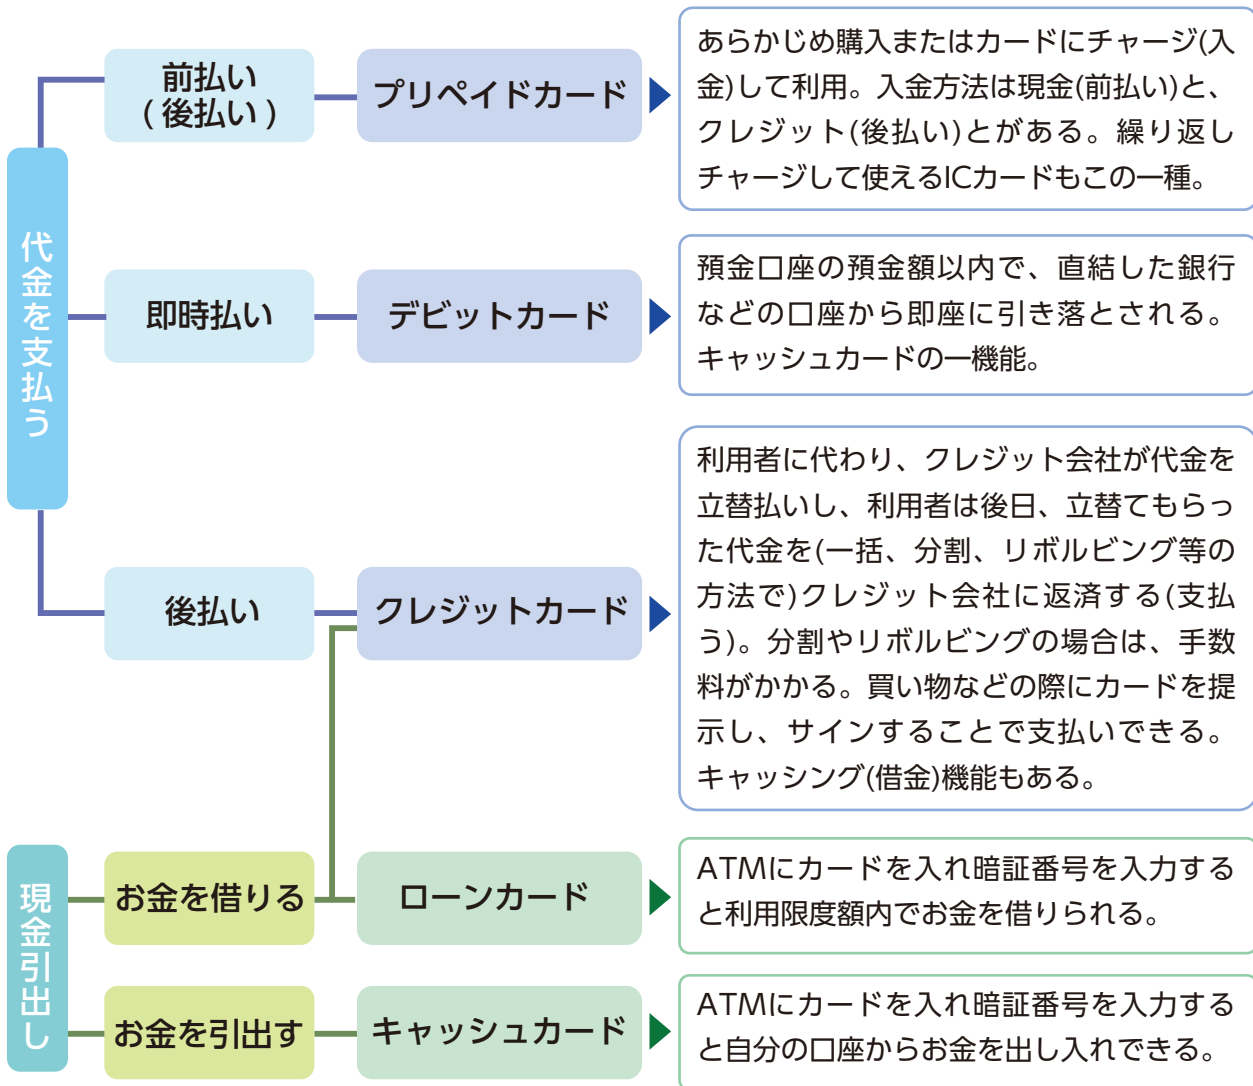 代金を支払う
前払い
( 後払い )
プリペイドカード
あらかじめ購入またはカードにチャージ(入
金)して利用。入金方法は現金(前払い)と、
クレジット(後払い)とがある。繰り返し
チャージして使えるICカードもこの一種。
即時払い
デビットカード
預金口座の預金額以内で、直結した銀行
などの口座から即座に引き落とされる。
キャッシュカードの一機能。
後払い
クレジットカード
利用者に代わり、クレジット会社が代金を
立替払いし、利用者は後日、立替てもらっ
た代金を(一括、分割、リボルビング等の
方法で)クレジット会社に返済する(支払
う)。分割やリボルビングの場合は、手数
料がかかる。買い物などの際にカードを提
示し、サインすることで支払いできる。
キャッシング(借金)機能もある。
現金引出し
お金を借りる
ローンカード
ATMにカードを入れ暗証番号を入力する
と利用限度額内でお金を借りられる。
お金を引出す
キャッシュカード
ATMにカードを入れ暗証番号を入力する
と自分の口座からお金を出し入れできる。